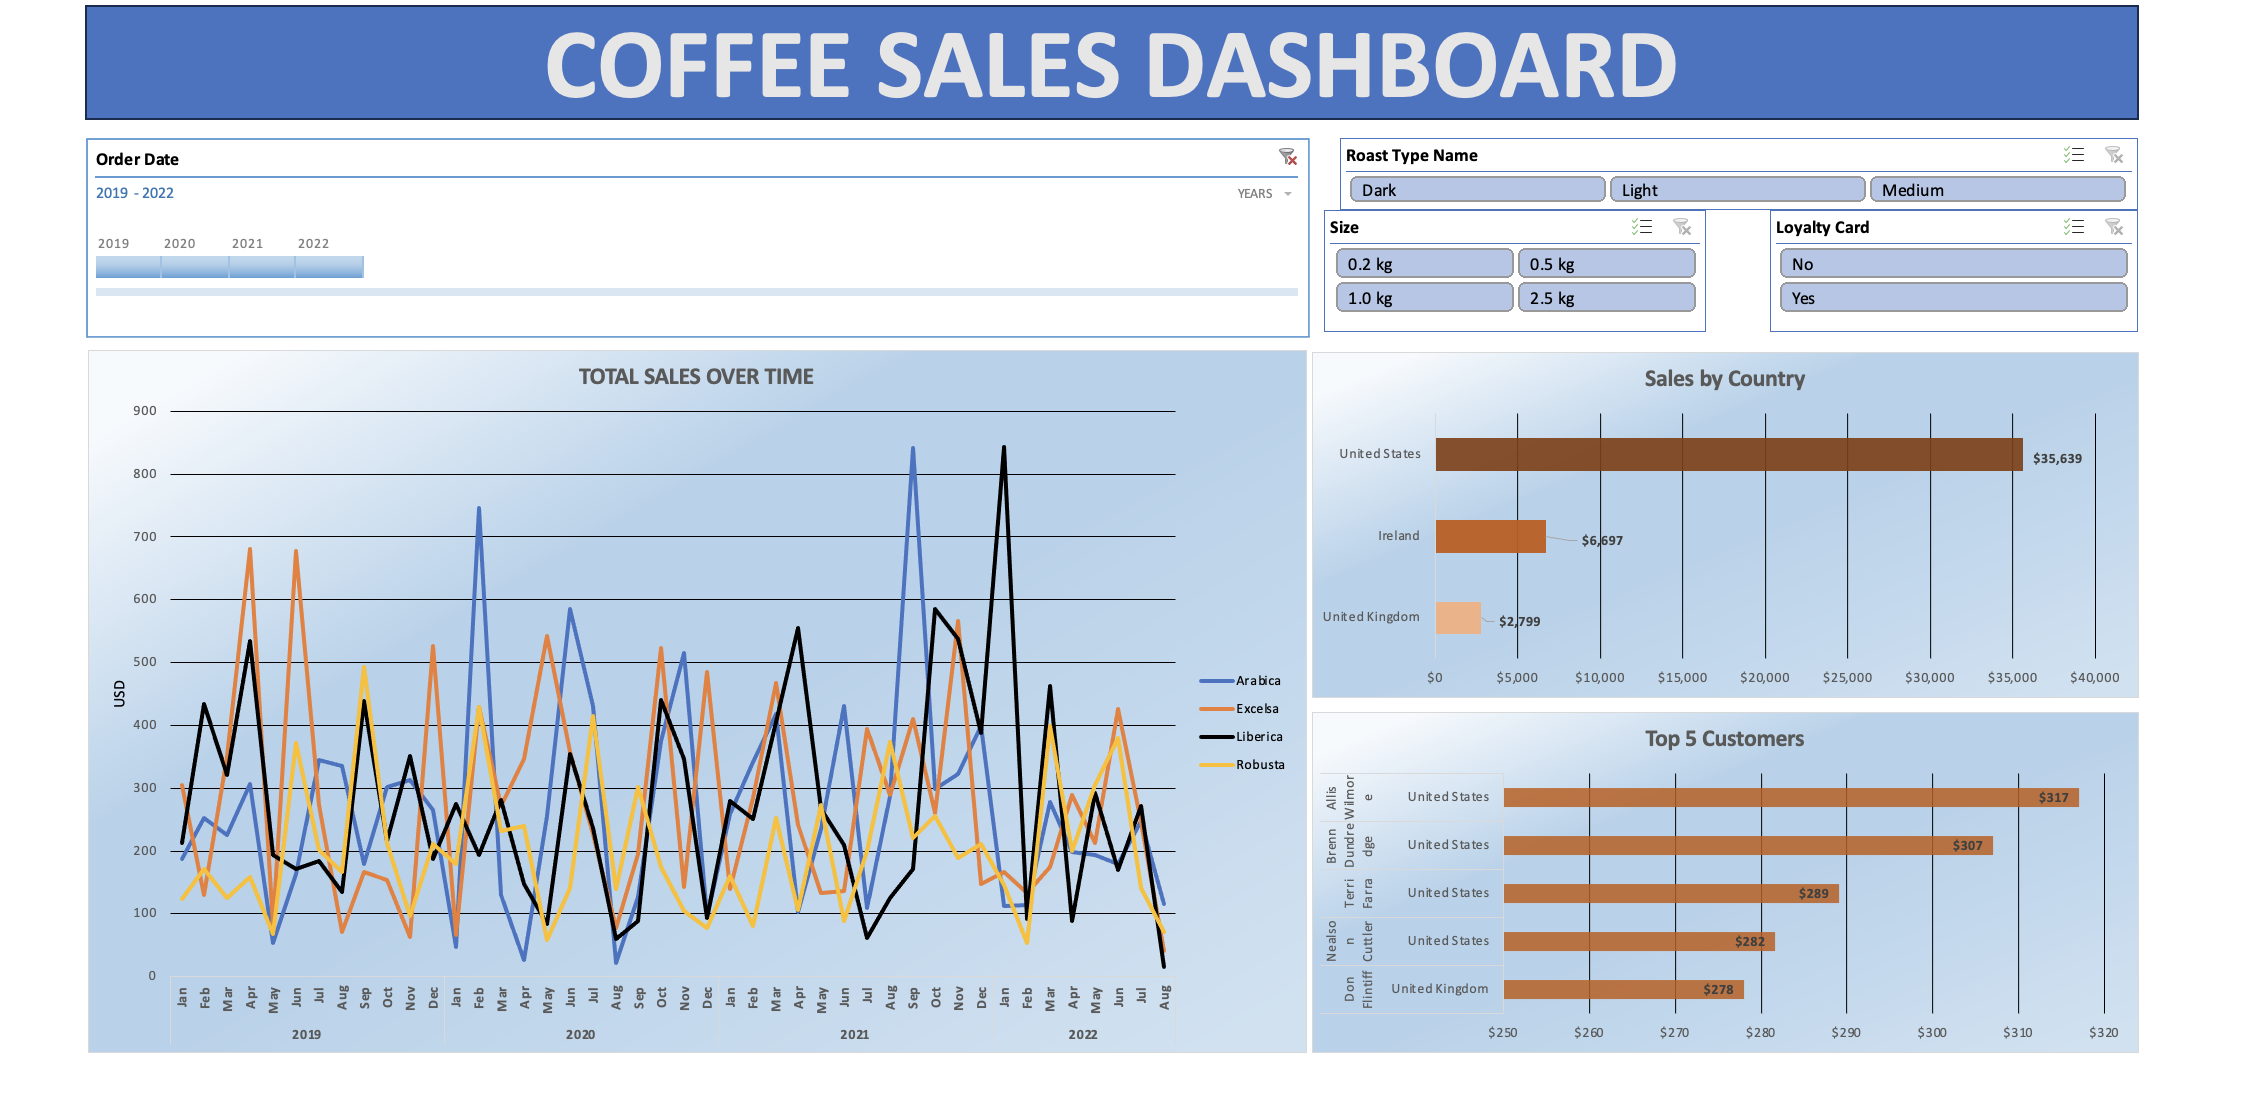 COFFEE SALES DASHBOARD
Order Date
2019 - 2022
YEARS
2019 2020 2021 2022
Roast Type Name
Dark Light Medium
Size
0.2 kg 0.5 kg
1.0 kg 2.5 kg
Loyalty Card
No
Yes
TOTAL SALES OVER TIME
900
800
700
600
500
400
300
200
100
0
USD
Jan Feb Mar Apr May Jun Jul Aug Sep Oct Nov Dec Jan Feb Mar Apr May Jun Jul Aug Sep Oct Nov Dec Jan Feb Mar Apr May Jun Jul Aug Sep Oct Nov Dec Jan Feb Mar Apr May Jun Jul Aug
2019 2020 2021 2022
Arabica
Excelsa
Liberica
Robusta
Sales by Country
United States $35,639
Ireland $6,697
United Kingdom $2,799
$0 $5,000 $10,000 $15,000 $20,000 $25,000 $30,000 $35,000 $40,000
Top 5 Customers
Allis
Wilmor
e
United States $317
Brenn
Dundre
dge
United States $307
Terri
Farra
United States $289
Nealso
n
Cuttler
United States $282
Don
Flintiff
United Kingdom $278
$250 $260 $270 $280 $290 $300 $310 $320